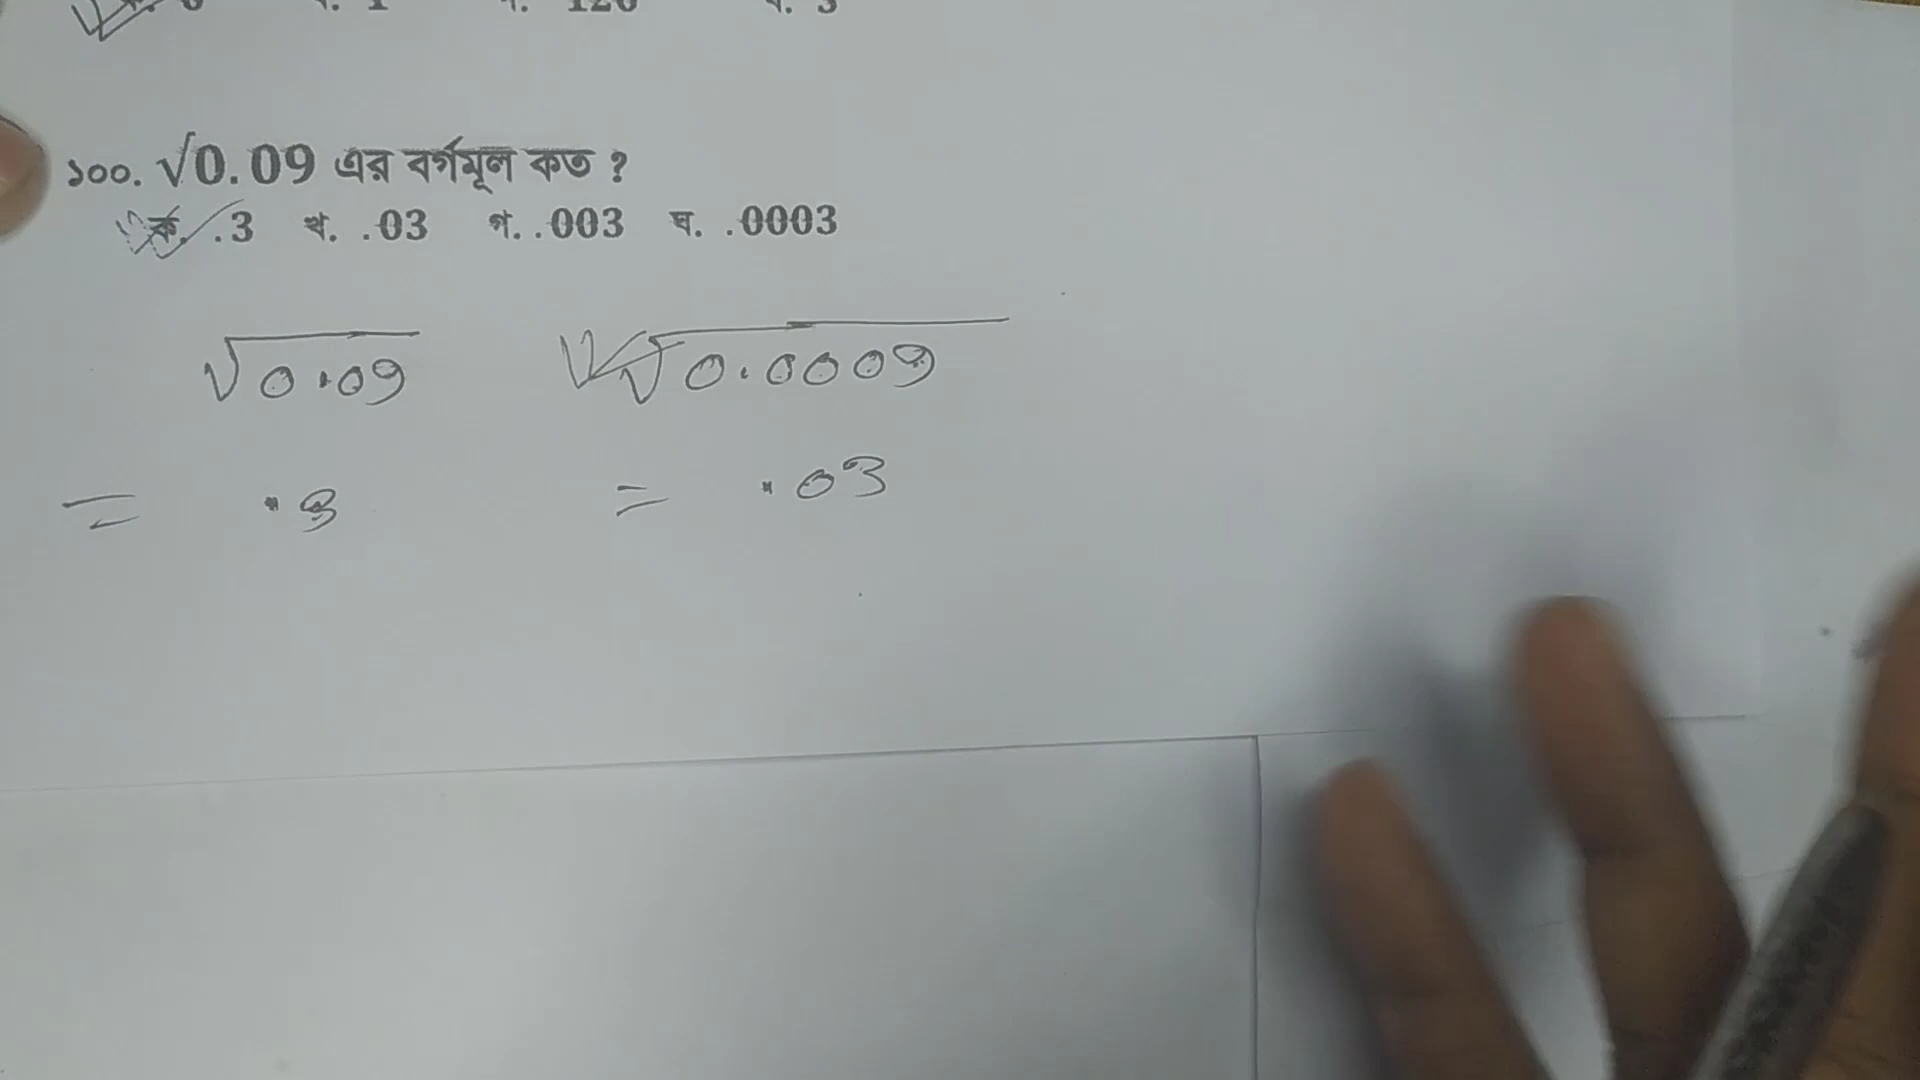 ১০০. √0.09 এর বর্গমূল কত ?
ক. .3 খ. .03 গ. .003 ঘ. .0003
√0.09 √0.0009
= .3 = .03